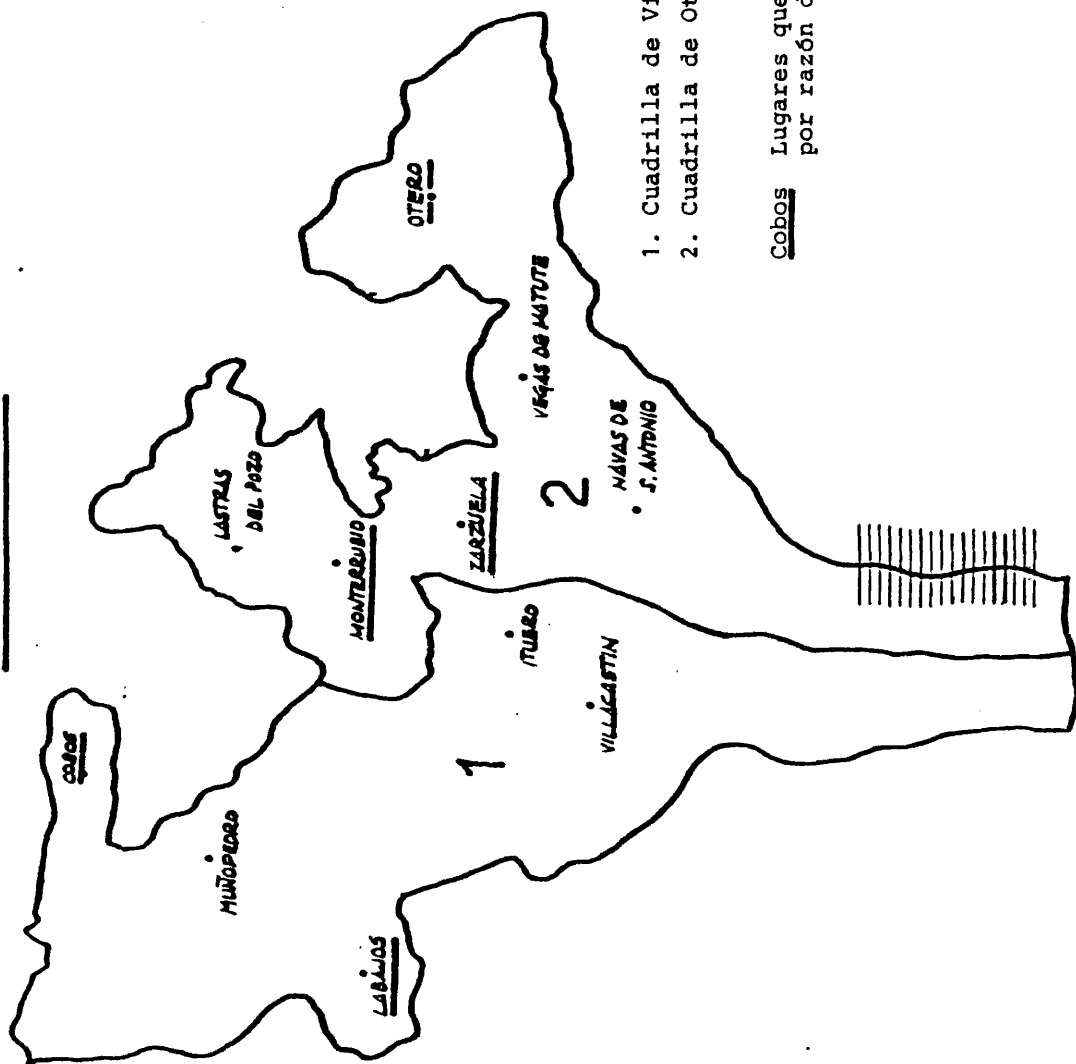 COBOS
MUÑOPEDRO
LABAJOS
LASTRAS
DEL POZO
MONTERRUBIO
OTERO
ZARZUELA
VEGAS DE MATUTE
ITUERO
VILLACASTIN
NAVAS DE
S. ANTONIO
1
2
1. Cuadrilla de Vi
2. Cuadrilla de Ot
Cobos Lugares que
por razón d